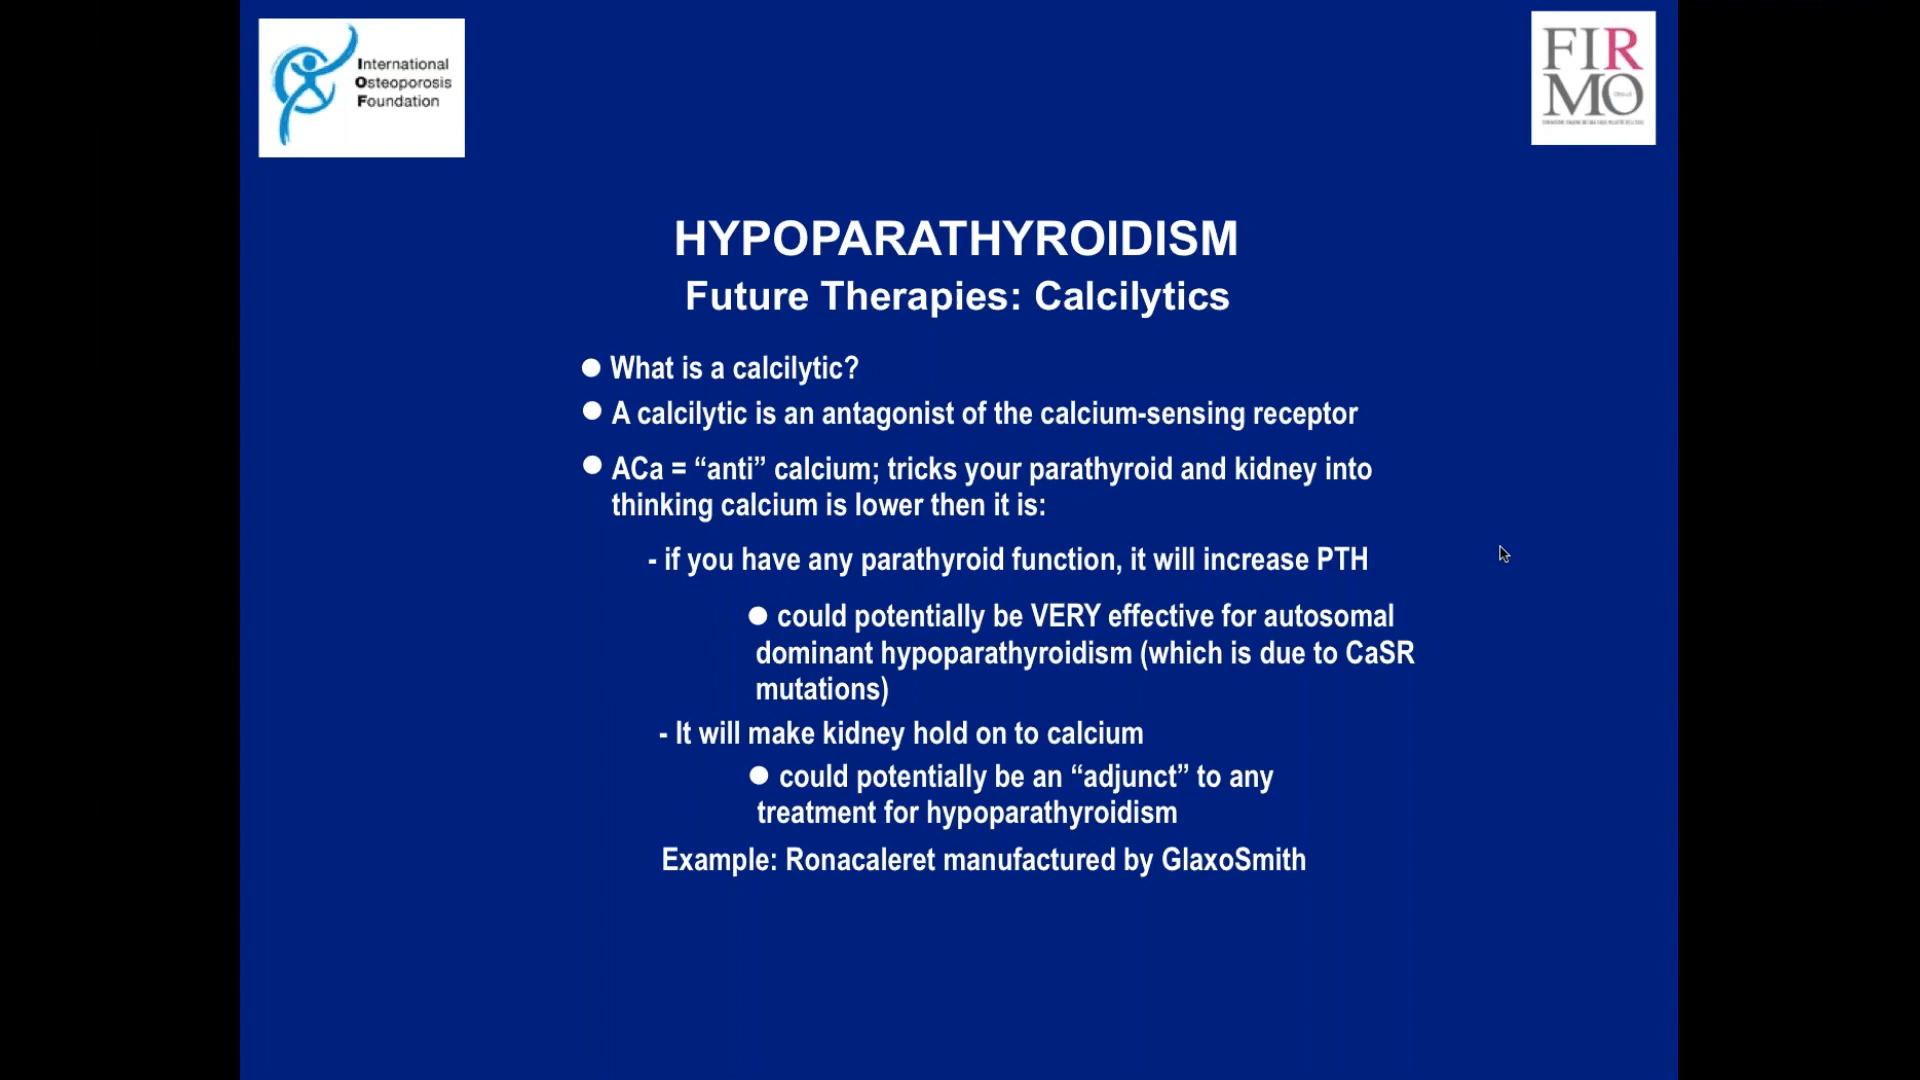 International
Osteoporosis
Foundation
FIR
MO
HYPOPARATHYROIDISM
Future Therapies: Calcilytics
● What is a calcilytic?
● A calcilytic is an antagonist of the calcium-sensing receptor
● ACa = “anti” calcium; tricks your parathyroid and kidney into
thinking calcium is lower then it is:
- if you have any parathyroid function, it will increase PTH
● could potentially be VERY effective for autosomal
dominant hypoparathyroidism (which is due to CaSR
mutations)
- It will make kidney hold on to calcium
● could potentially be an “adjunct” to any
treatment for hypoparathyroidism
Example: Ronacaleret manufactured by GlaxoSmith